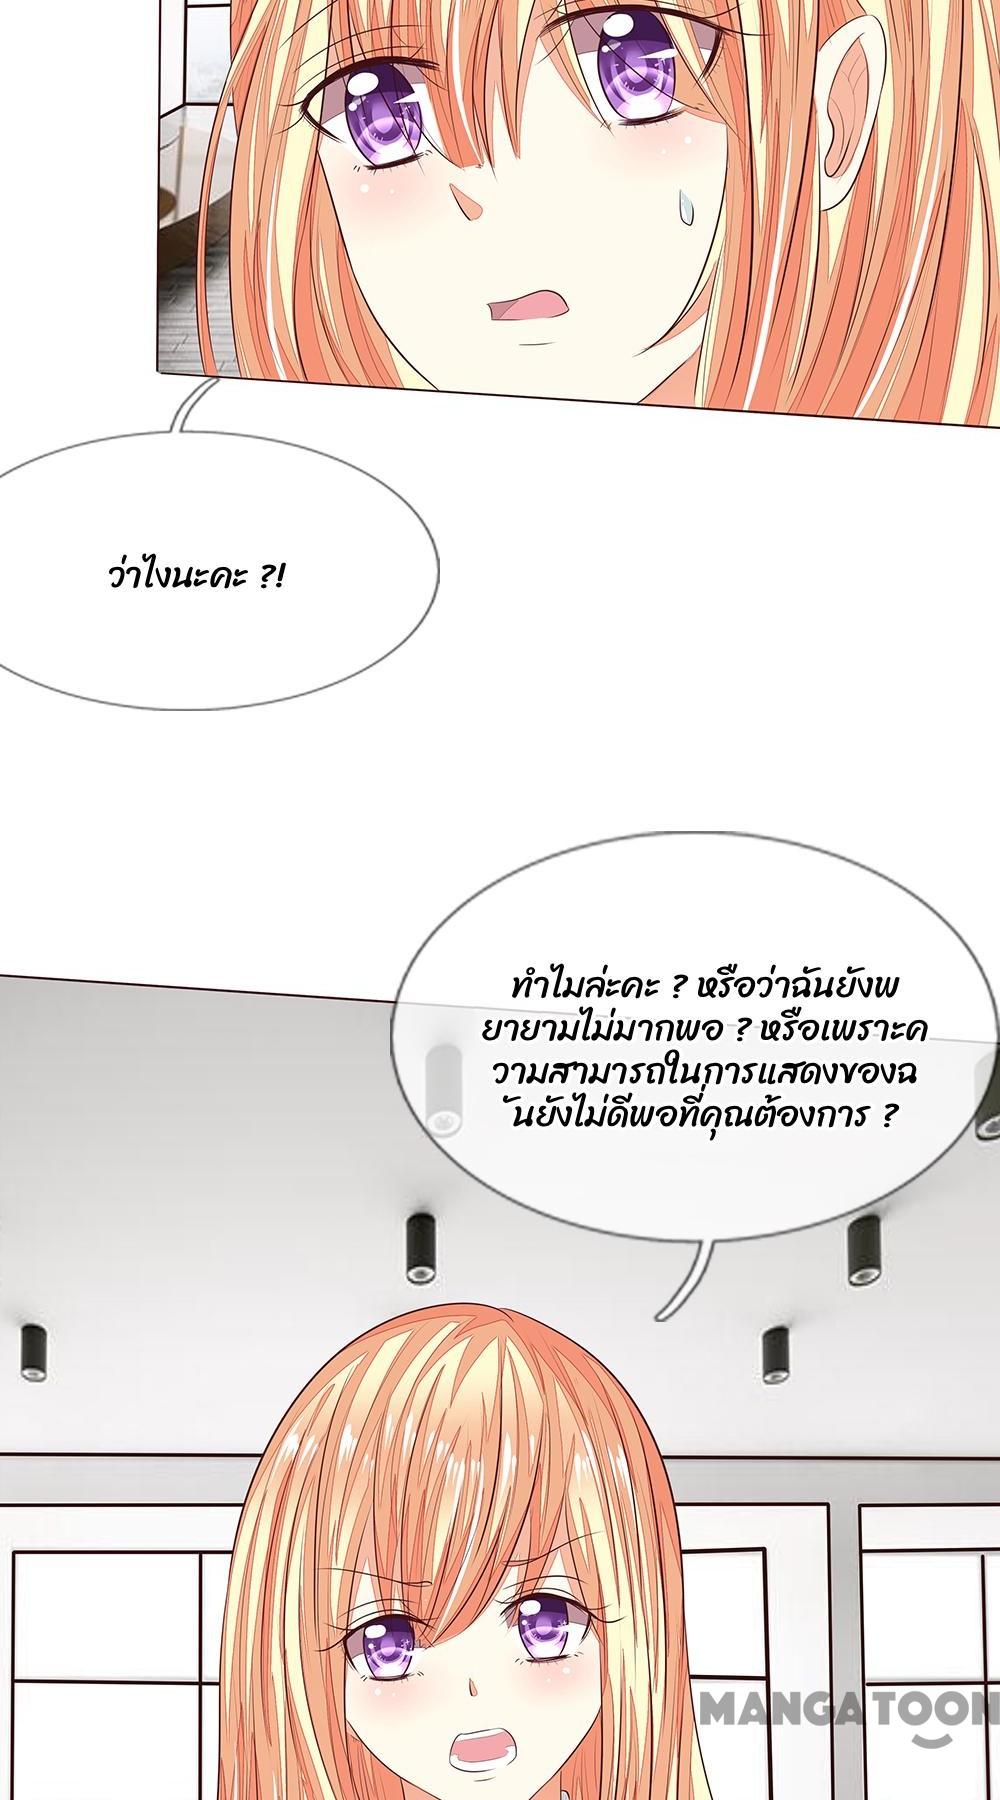 ว่าไงนะคะ ?!
ทำไมล่ะคะ ? หรือว่าฉันยังพ
ยายามไม่มากพอ ? หรือเพราะค
วามสามารถในการแสดงของฉ
ันยังไม่ดีพอที่คุณต้องการ ?
MANGATOON